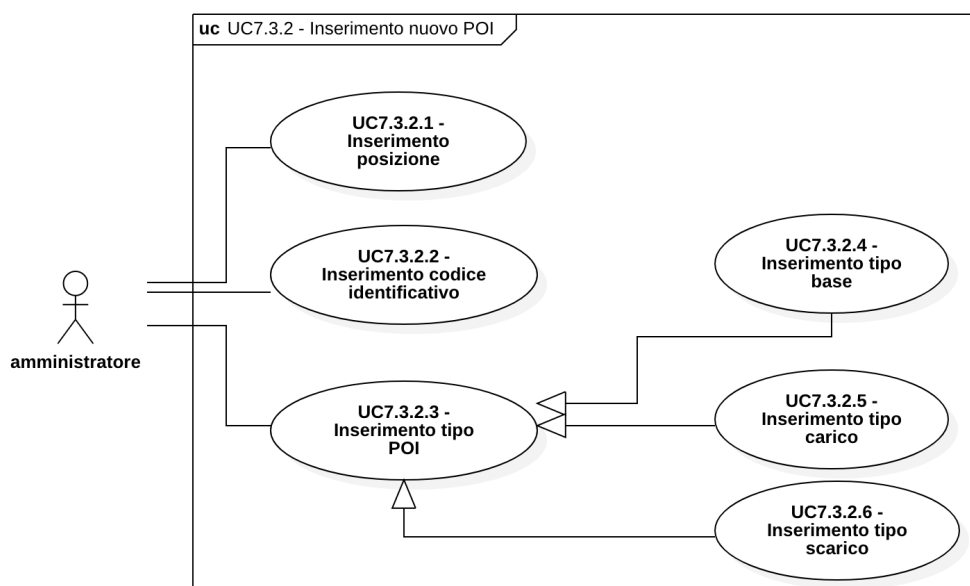 uc UC7.3.2 - Inserimento nuovo POI
UC7.3.2.1 -
Inserimento
posizione
UC7.3.2.2 -
Inserimento codice
identificativo
UC7.3.2.4 -
Inserimento tipo
base
amministratore
UC7.3.2.3 -
Inserimento tipo
POI
UC7.3.2.5 -
Inserimento tipo
carico
UC7.3.2.6 -
Inserimento tipo
scarico